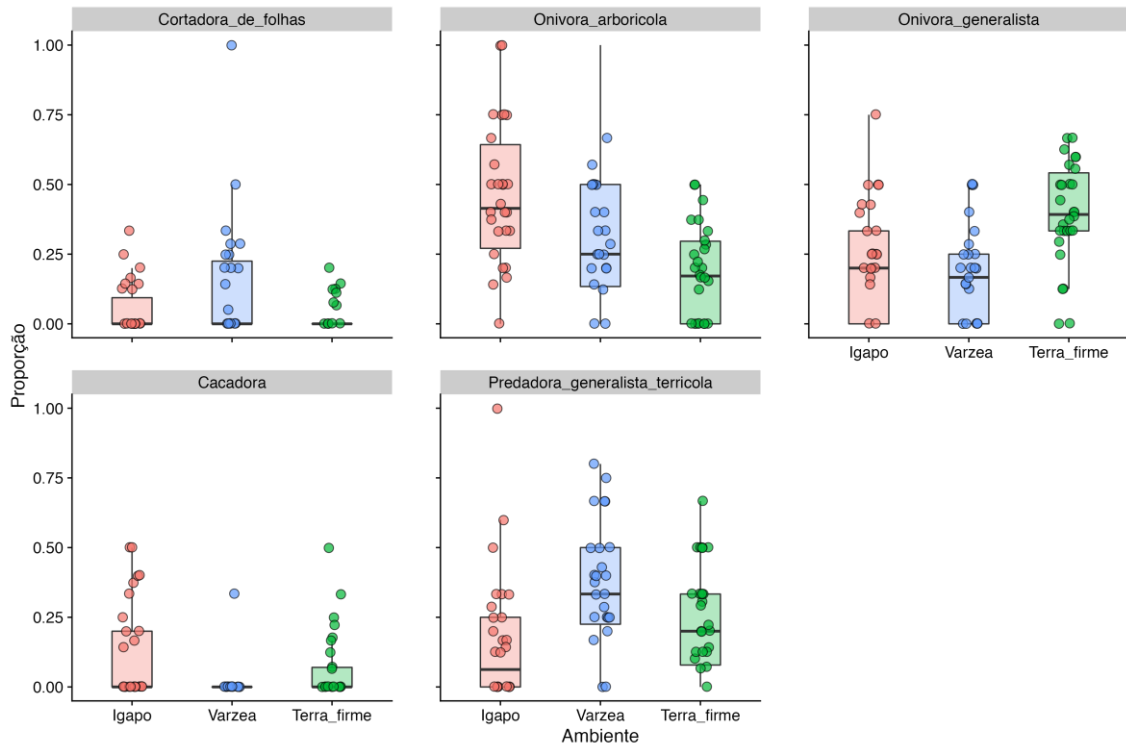 Cortadora_de_folhas
Onivora_arboricola
Onivora_generalista
1.00
0.75
0.50
0.25
0.00
Igapo
Varzea
Terra_firme
Proporção
Cacadora
Predadora_generalista_terricola
1.00
0.75
0.50
0.25
0.00
Igapo
Varzea
Terra_firme
Igapo
Varzea
Terra_firme
Ambiente